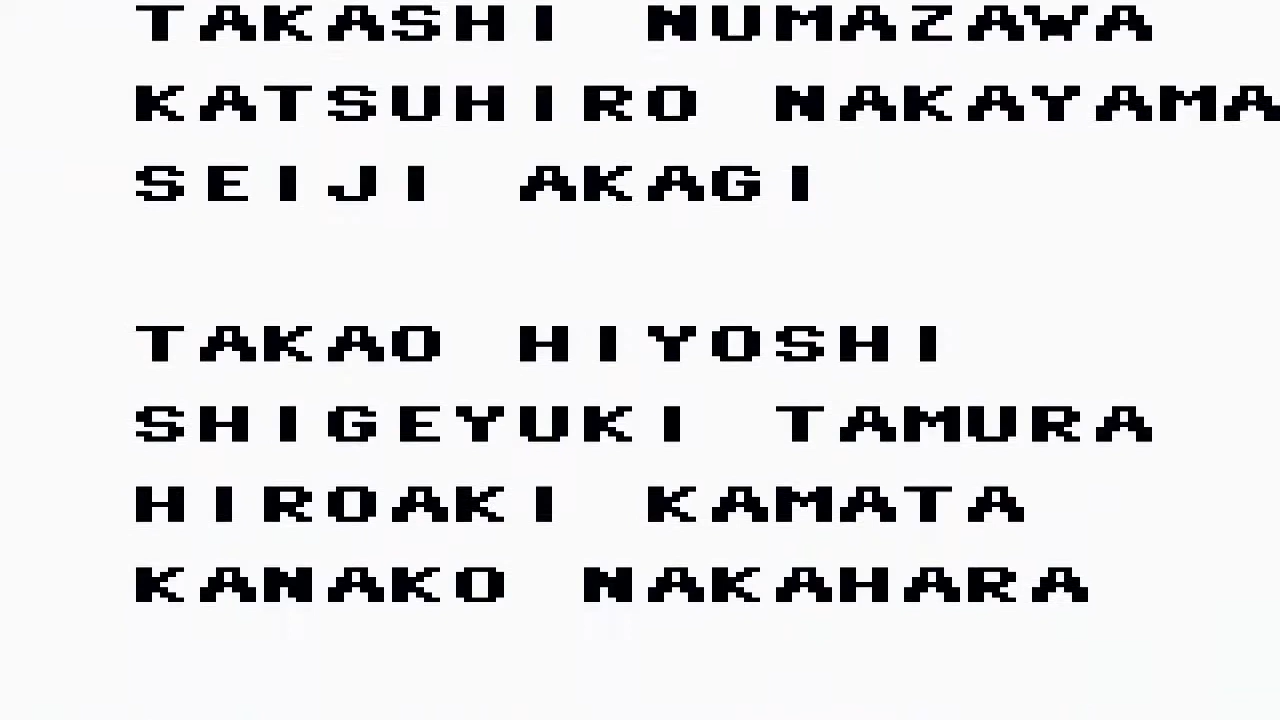 TAKASHI NUMAZAWA
KATSUHIRO NAKAYAMA
SEIJI AKAGI
TAKAO HIYOSHI
SHIGEYUKI TAMURA
HIROAKI KAMATA
KANAKO NAKAHARA